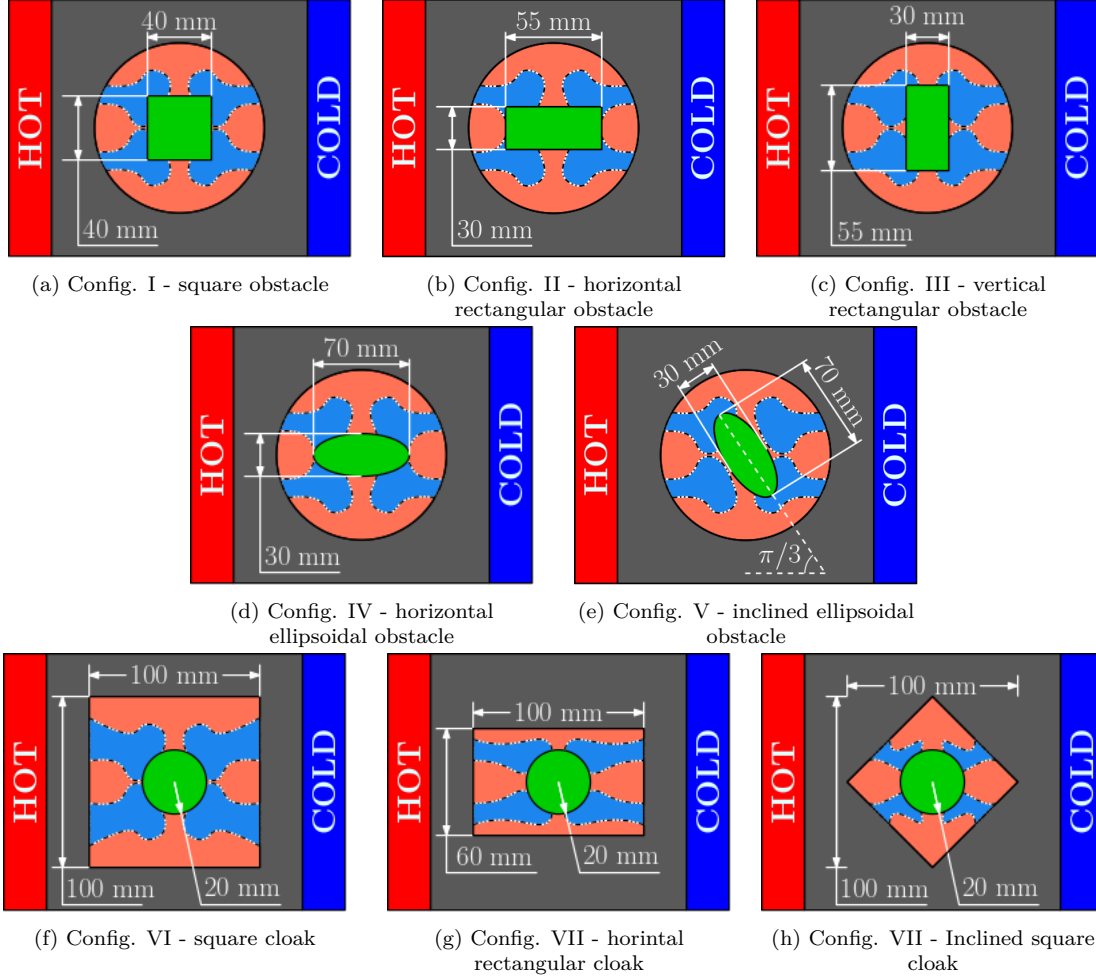 40 mm
HOT
COLD
40 mm
(a) Config. I - square obstacle
55 mm
HOT
COLD
30 mm
(b) Config. II - horizontal
rectangular obstacle
30 mm
HOT
COLD
55 mm
(c) Config. III - vertical
rectangular obstacle
70 mm
HOT
COLD
30 mm
(d) Config. IV - horizontal
ellipsoidal obstacle
30 mm
70 mm
HOT
COLD
π/3
(e) Config. V - inclined ellipsoidal
obstacle
100 mm
HOT
COLD
100 mm
20 mm
(f) Config. VI - square cloak
100 mm
HOT
COLD
60 mm
20 mm
(g) Config. VII - horintal
rectangular cloak
100 mm
HOT
COLD
100 mm
20 mm
(h) Config. VII - Inclined square
cloak